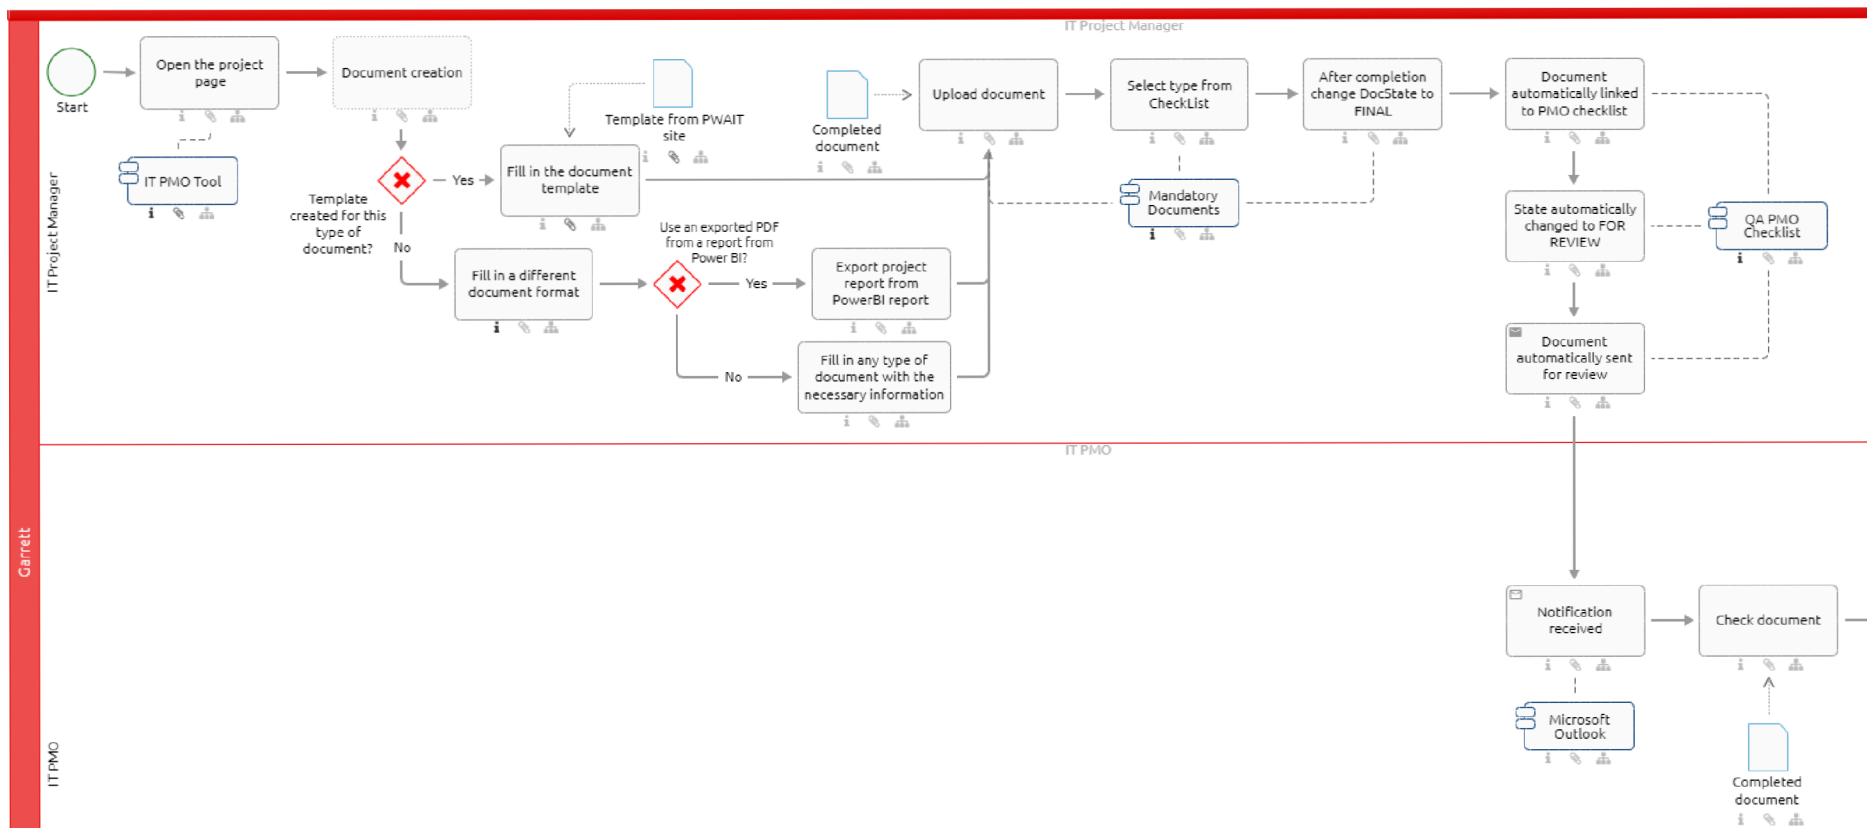 IT Project Manager
Garrett
IT Project Manager
Start
Open the project
page
IT PMO Tool
Document creation
Template
created for this
type of
document?
Yes
No
Template from PWAIT
site
Fill in the document
template
Fill in a different
document format
Use an exported PDF
from a report from
Power BI?
Yes
No
Export project
report from
PowerBI report
Fill in any type of
document with the
necessary information
Completed
document
Upload document
Select type from
CheckList
Mandatory
Documents
After completion
change DocState to
FINAL
Document
automatically linked
to PMO checklist
State automatically
changed to FOR
REVIEW
QA PMO
Checklist
Document
automatically sent
for review
IT PMO
IT PMO
Notification
received
Microsoft
Outlook
Check document
Completed
document